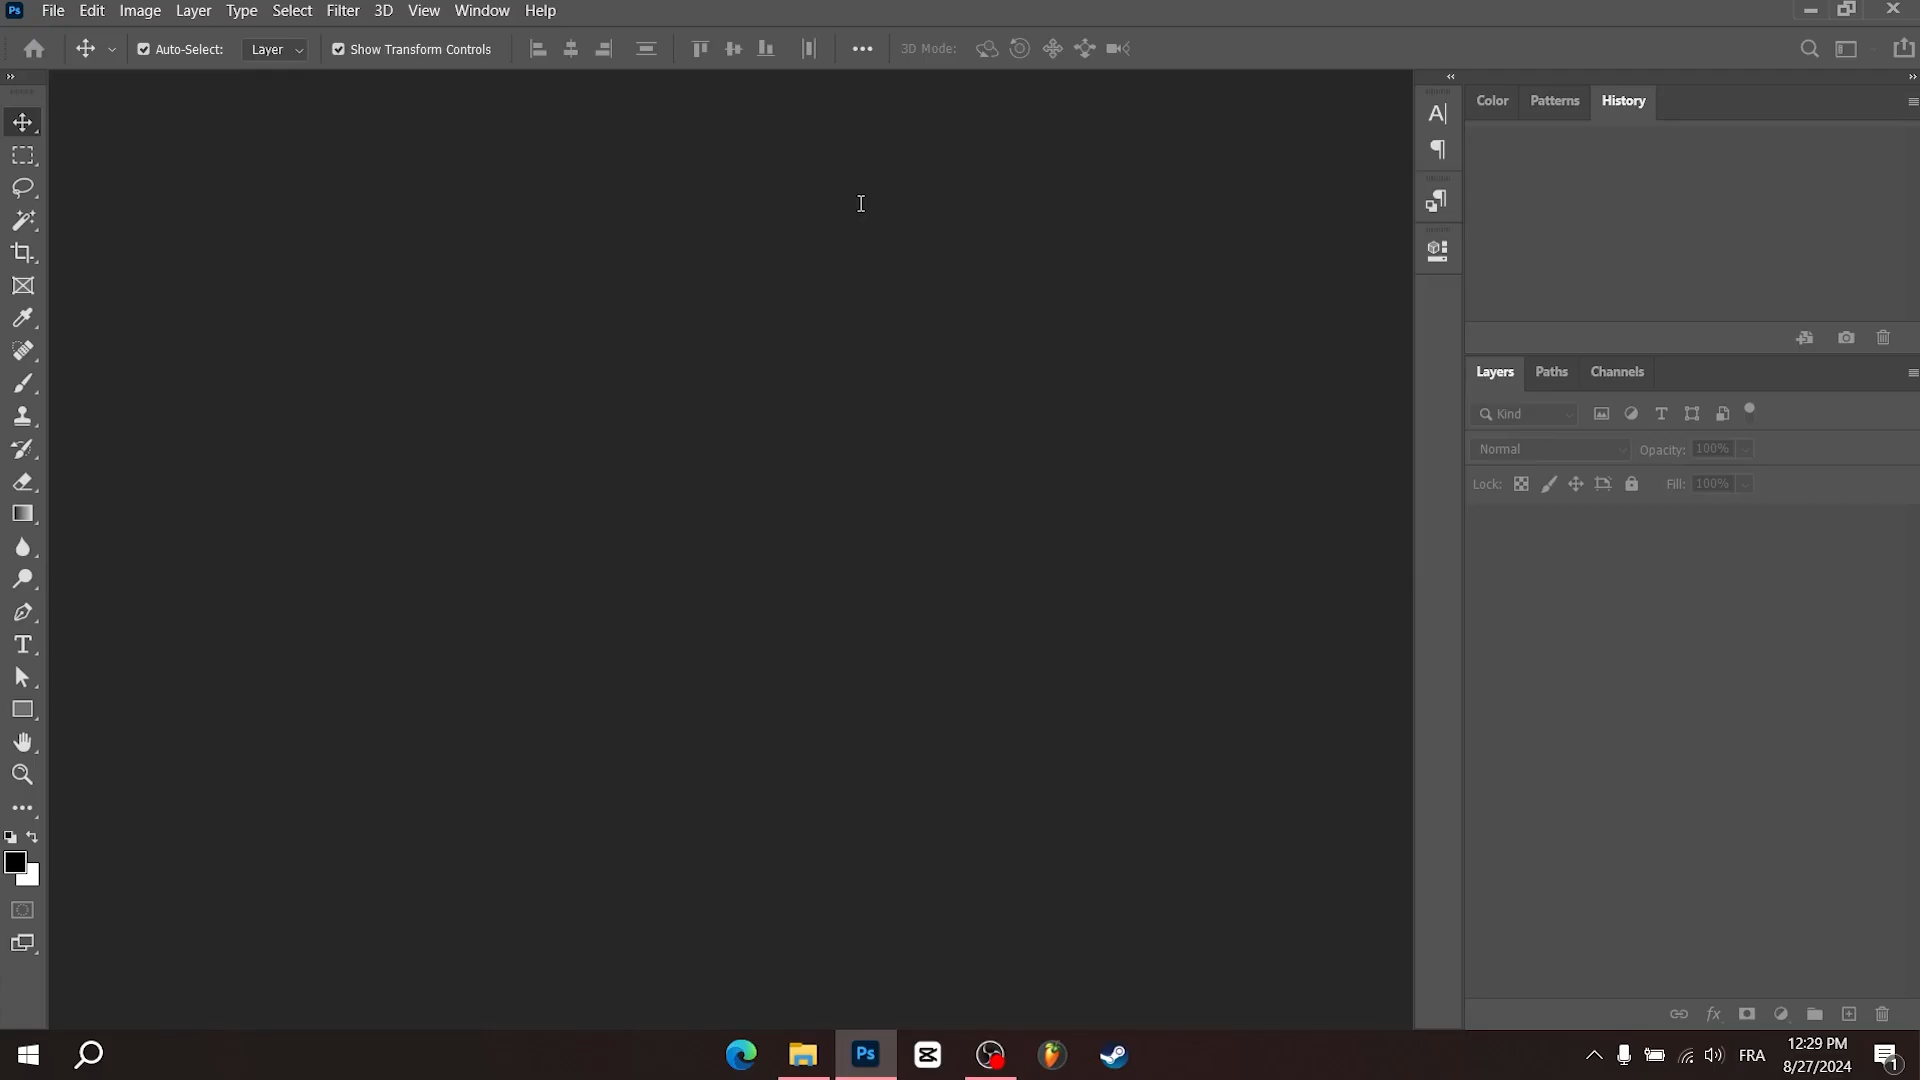 Ps File Edit Image Layer Type Select Filter 3D View Window Help
Auto-Select: Layer Show Transform Controls 3D Mode:
Color Patterns History
Layers Paths Channels
Kind
Normal Opacity: 100%
Lock: Fill: 100%
Ps FRA
12:29 PM
8/27/2024
1